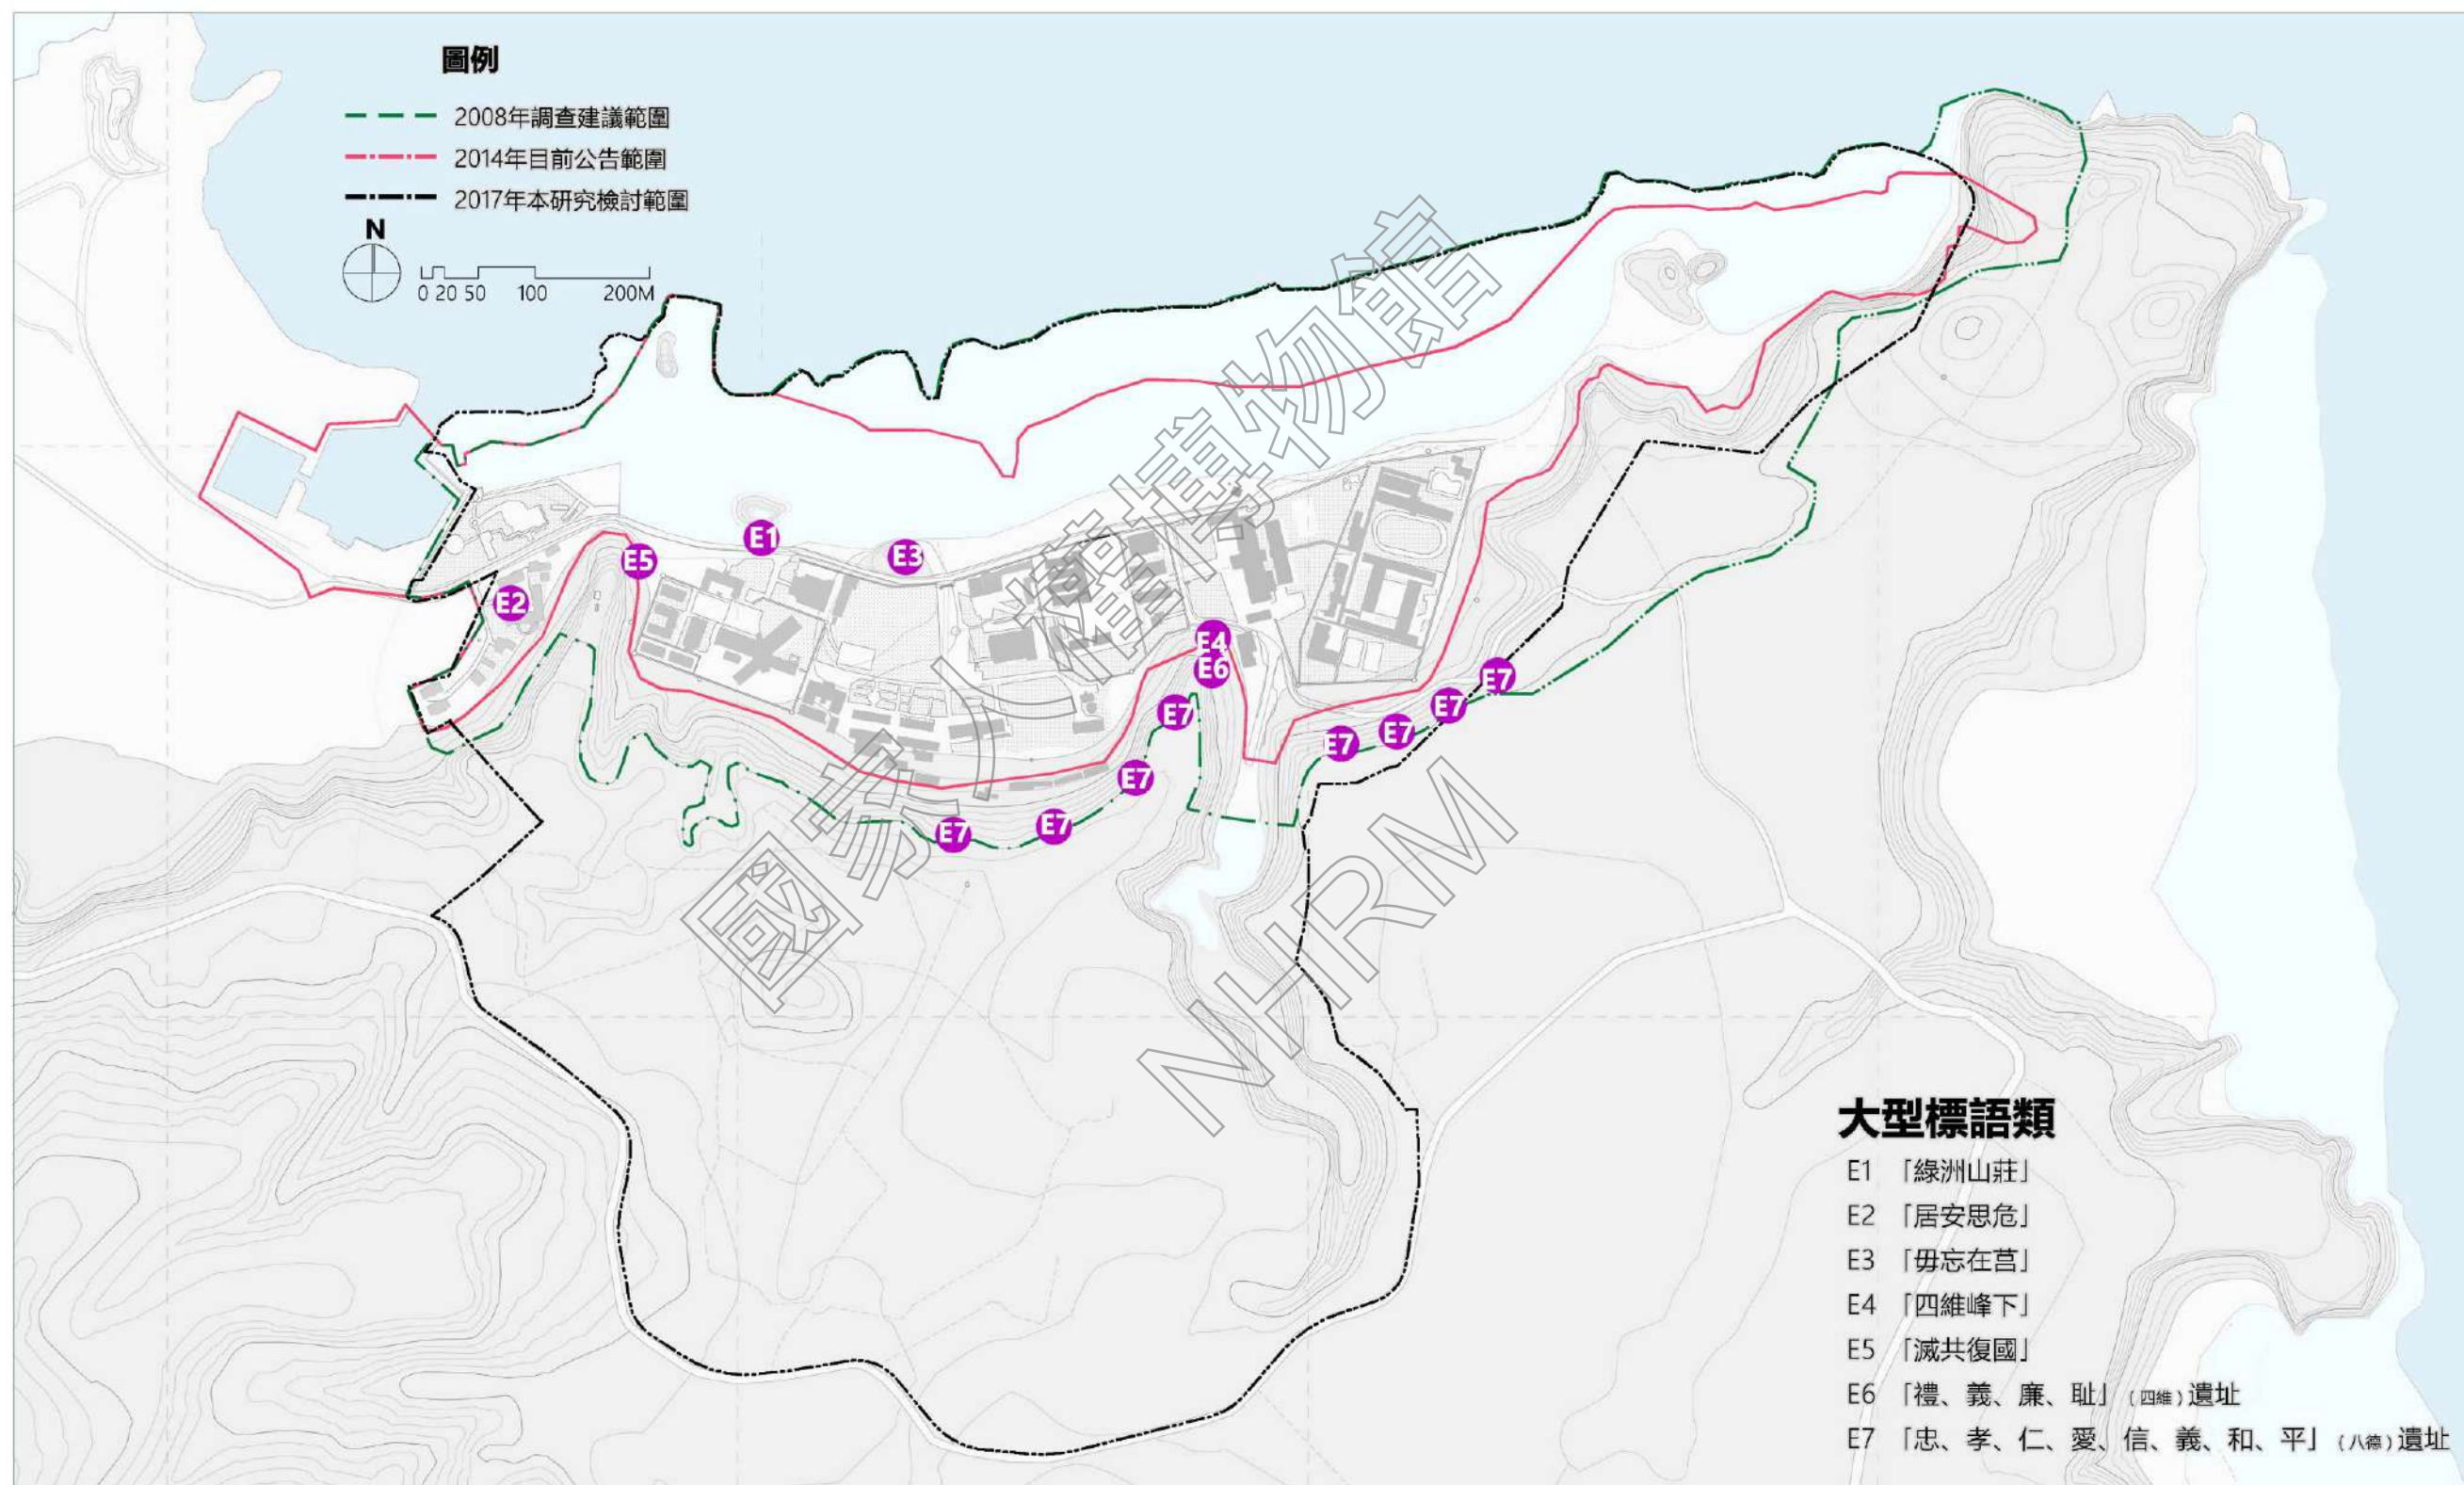 圖例
2008年調查建議範圍
2014年目前公告範圍
2017年本研究檢討範圍
N
0 20 50 100 200M
E1
E3
E5
E2
E4
E6
E7
E7
E7
E7
E7
E7
E7
E7
國家人權博物館
NHRM
大型標語類
E1 「綠洲山莊」
E2 「居安思危」
E3 「毋忘在莒」
E4 「四維峰下」
E5 「滅共復國」
E6 「禮、義、廉、耻」(四維)遺址
E7 「忠、孝、仁、愛、信、義、和、平」(八德)遺址